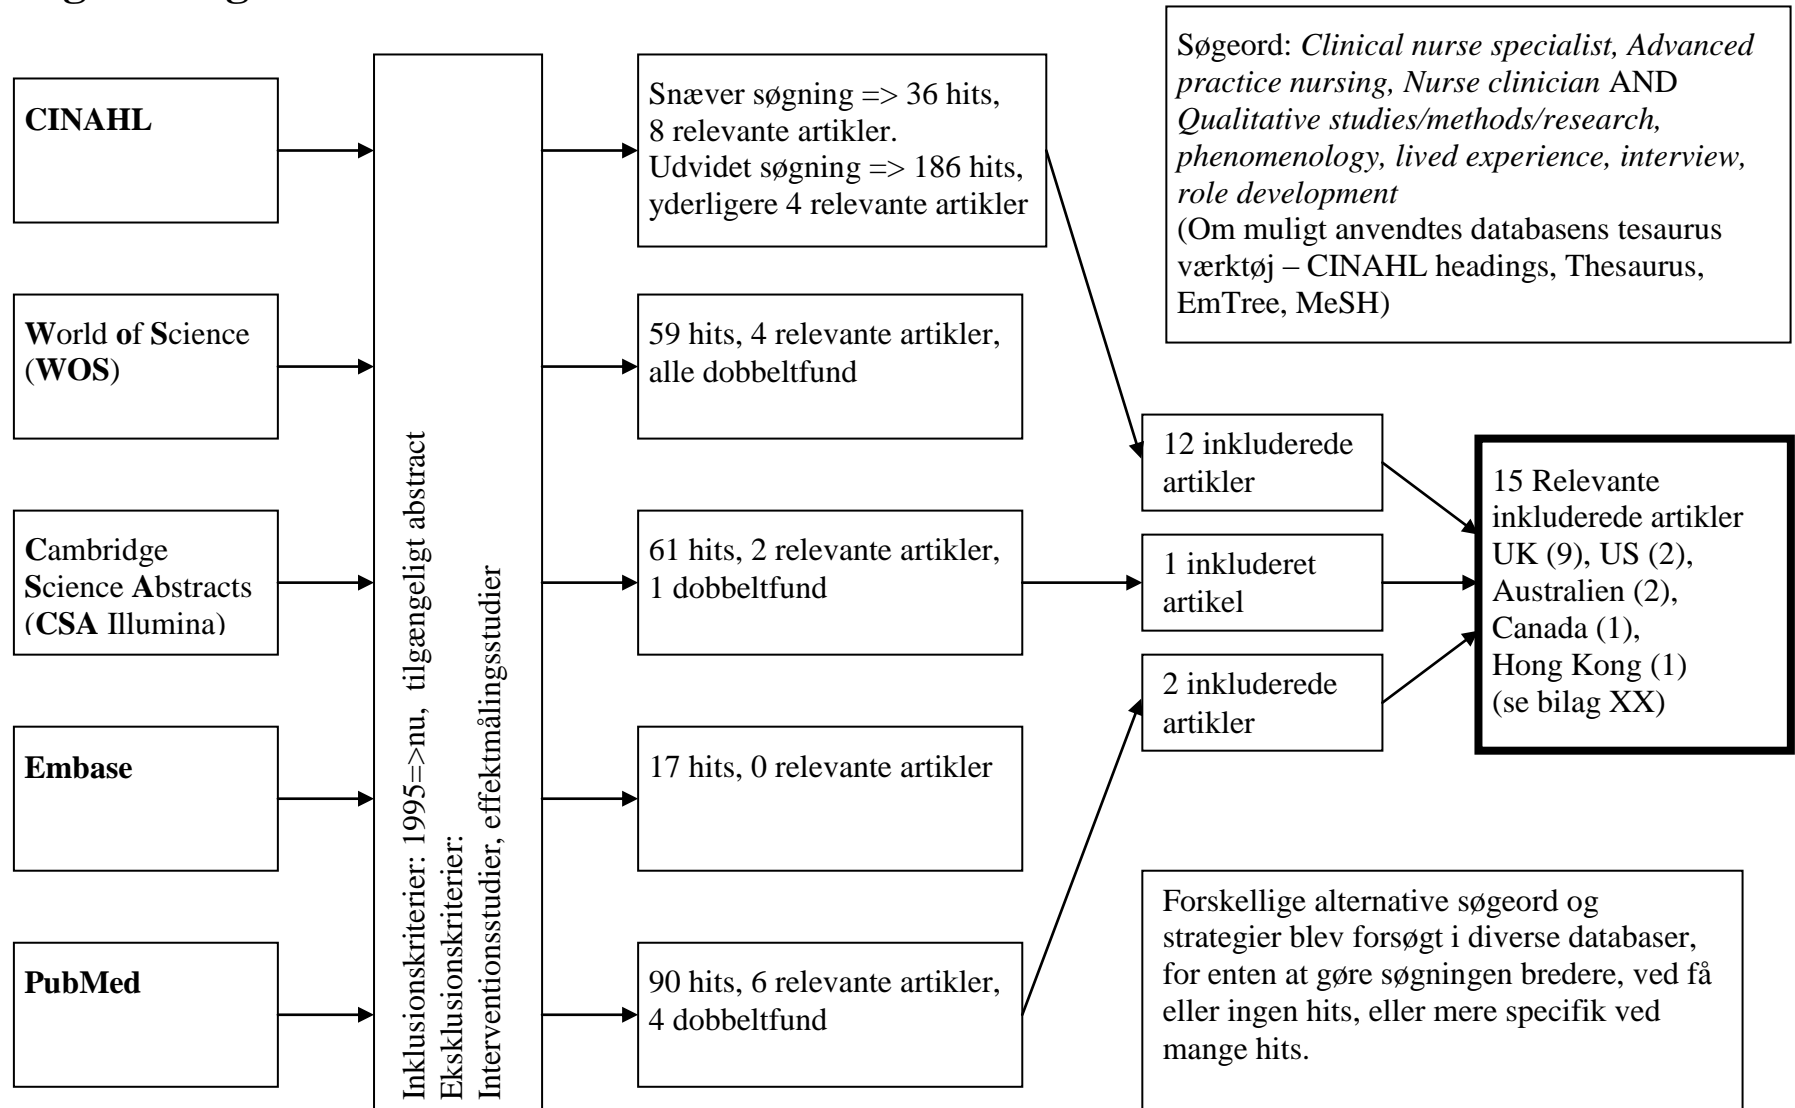 CINAHL
World of Science
(WOS)
Cambridge
Science Abstracts
(CSA Illumina)
Embase
PubMed
Inklusionskriterier: 1995=>nu, tilgængeligt abstract
Eksklusionskriterier:
Interventionsstudier, effektmålingsstudier
Snæver søgning => 36 hits,
8 relevante artikler.
Udvidet søgning => 186 hits,
yderligere 4 relevante artikler
59 hits, 4 relevante artikler,
alle dobbeltfund
61 hits, 2 relevante artikler,
1 dobbeltfund
17 hits, 0 relevante artikler
90 hits, 6 relevante artikler,
4 dobbeltfund
Søgeord: Clinical nurse specialist, Advanced
practice nursing, Nurse clinician AND
Qualitative studies/methods/research,
phenomenology, lived experience, interview,
role development
(Om muligt anvendtes databasens tesaurus
værktøj – CINAHL headings, Thesaurus,
EmTree, MeSH)
12 inkluderede
artikler
1 inkluderet
artikel
2 inkluderede
artikler
15 Relevante
inkluderede artikler
UK (9), US (2),
Australien (2),
Canada (1),
Hong Kong (1)
(se bilag XX)
Forskellige alternative søgeord og
strategier blev forsøgt i diverse databaser,
for enten at gøre søgningen bredere, ved få
eller ingen hits, eller mere specifik ved
mange hits.